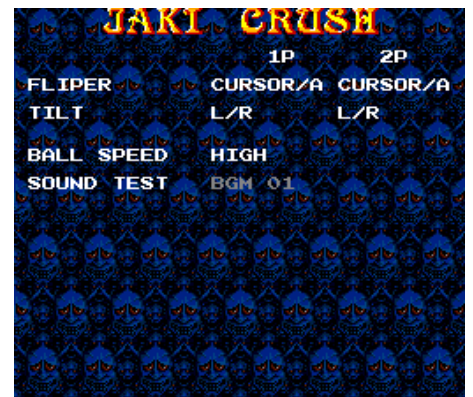 JAKI CRUSH
1P 2P
FLIPER CURSOR/A CURSOR/A
TILT L/R L/R
BALL SPEED HIGH
SOUND TEST BGM 01